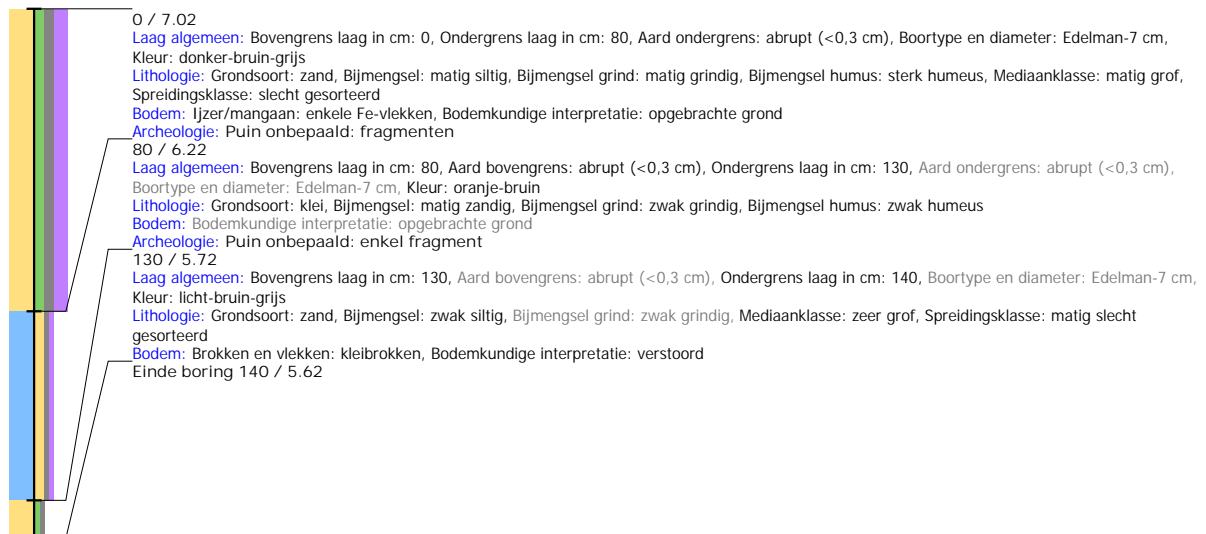 0 / 7.02
Laag algemeen: Bovengrens laag in cm: 0, Ondergrens laag in cm: 80, Aard ondergrens: abrupt (<0,3 cm), Boortype en diameter: Edelman-7 cm,
Kleur: donker-bruin-grijs
Lithologie: Grondsoort: zand, Bijmengsel: matig siltig, Bijmengsel grind: matig grindig, Bijmengsel humus: sterk humeus, Mediaanklasse: matig grof,
Spreidingsklasse: slecht gesorteerd
Bodem: Ijzer/mangaan: enkele Fe-vlekken, Bodemkundige interpretatie: opgebrachte grond
Archeologie: Puin onbepaald: fragmenten
80 / 6.22
Laag algemeen: Bovengrens laag in cm: 80, Aard bovengrens: abrupt (<0,3 cm), Ondergrens laag in cm: 130, Aard ondergrens: abrupt (<0,3 cm),
Boortype en diameter: Edelman-7 cm, Kleur: oranje-bruin
Lithologie: Grondsoort: klei, Bijmengsel: matig zandig, Bijmengsel grind: zwak grindig, Bijmengsel humus: zwak humeus
Bodem: Bodemkundige interpretatie: opgebrachte grond
Archeologie: Puin onbepaald: enkel fragment
130 / 5.72
Laag algemeen: Bovengrens laag in cm: 130, Aard bovengrens: abrupt (<0,3 cm), Ondergrens laag in cm: 140, Boortype en diameter: Edelman-7 cm,
Kleur: licht-bruin-grijs
Lithologie: Grondsoort: zand, Bijmengsel: zwak siltig, Bijmengsel grind: zwak grindig, Mediaanklasse: zeer grof, Spreidingsklasse: matig slecht
gesorteerd
Bodem: Brokken en vlekken: kleibrokken, Bodemkundige interpretatie: verstoord
Einde boring 140 / 5.62